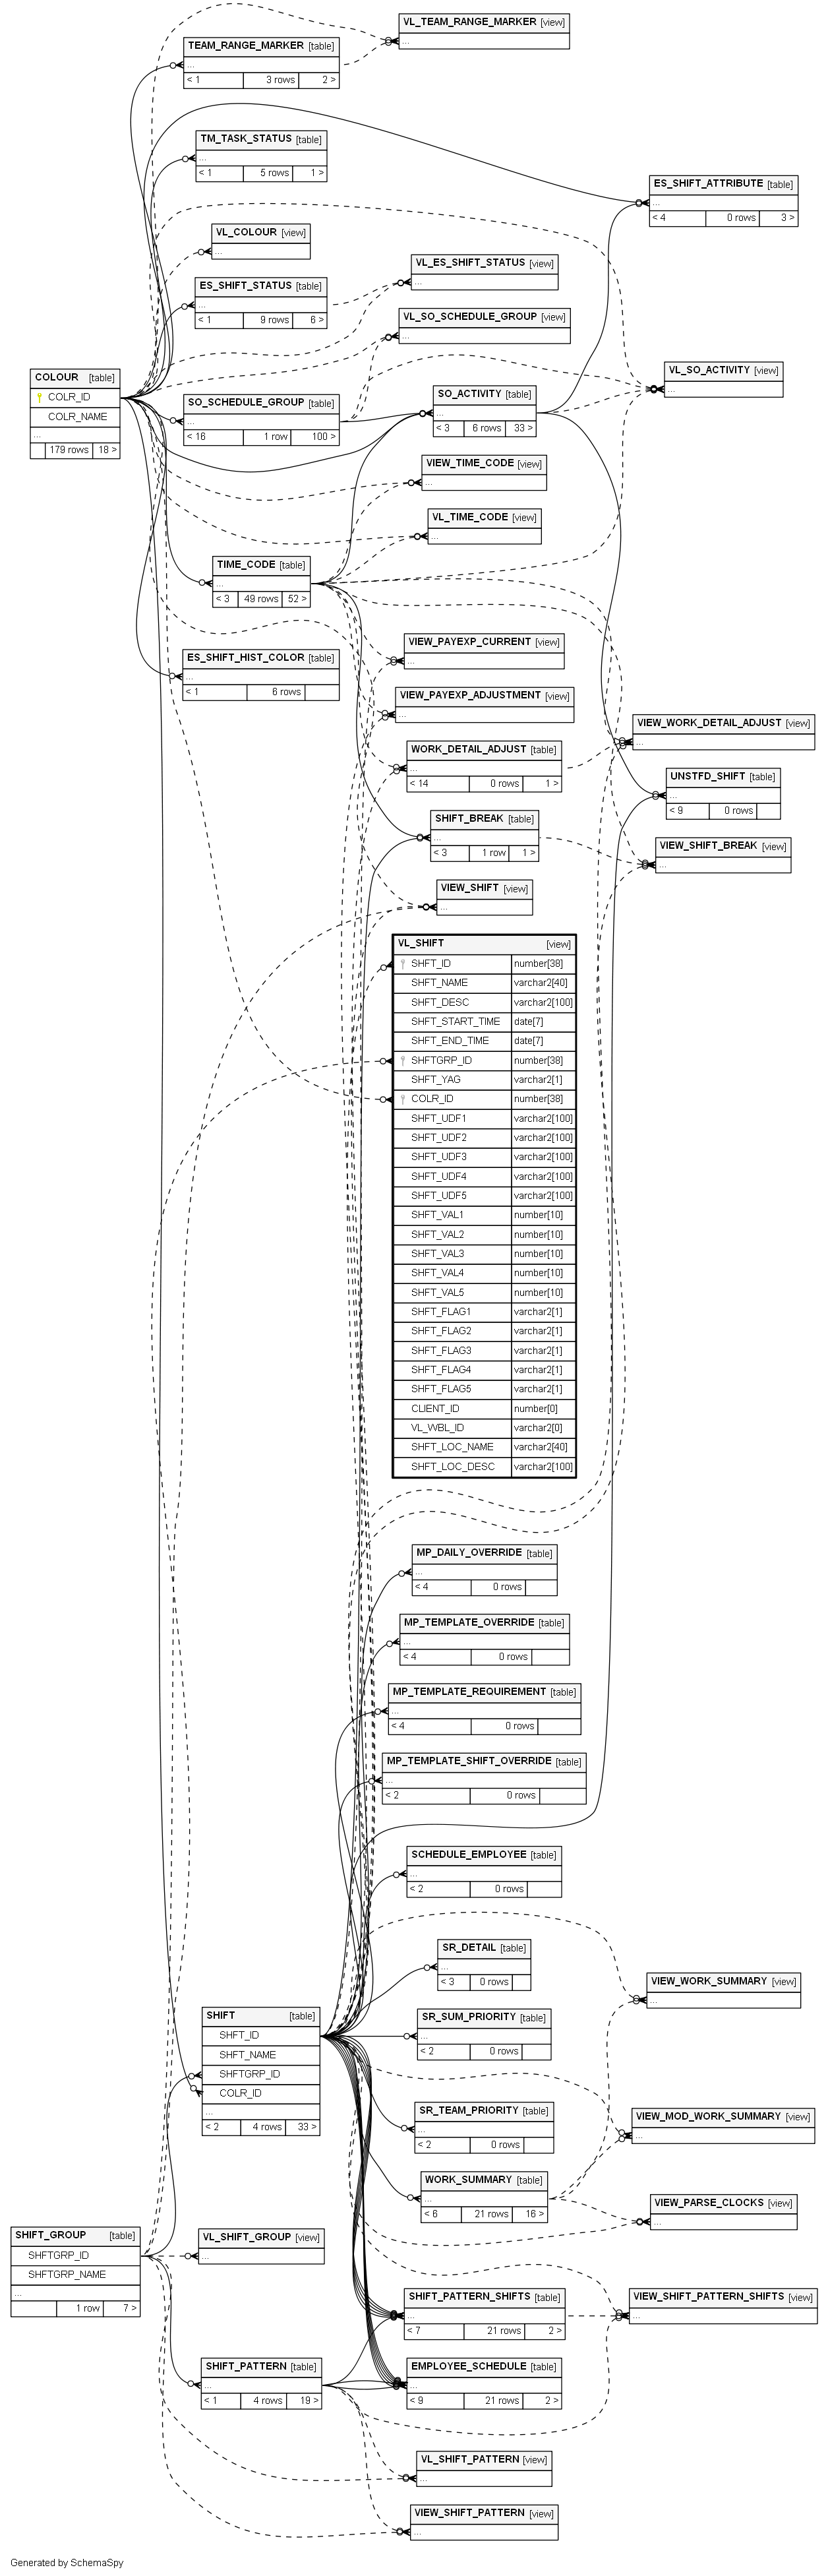 VL_TEAM_RANGE_MARKER [view]
...
TEAM_RANGE_MARKER [table]
...
< 1 3 rows 2 >
TM_TASK_STATUS [table]
...
< 1 5 rows 1 >
ES_SHIFT_ATTRIBUTE [table]
...
< 4 0 rows 3 >
VL_COLOUR [view]
...
VL_ES_SHIFT_STATUS [view]
...
ES_SHIFT_STATUS [table]
...
< 1 9 rows 6 >
VL_SO_SCHEDULE_GROUP [view]
...
VL_SO_ACTIVITY [view]
...
COLOUR [table]
COLR_ID
COLR_NAME
...
179 rows 18 >
SO_SCHEDULE_GROUP [table]
...
< 16 1 row 100 >
SO_ACTIVITY [table]
...
< 3 6 rows 33 >
VIEW_TIME_CODE [view]
...
VL_TIME_CODE [view]
...
TIME_CODE [table]
...
< 3 49 rows 52 >
VIEW_PAYEXP_CURRENT [view]
...
ES_SHIFT_HIST_COLOR [table]
...
< 1 6 rows
VIEW_PAYEXP_ADJUSTMENT [view]
...
VIEW_WORK_DETAIL_ADJUST [view]
...
WORK_DETAIL_ADJUST [table]
...
< 14 0 rows 1 >
UNSTFD_SHIFT [table]
...
< 9 0 rows
SHIFT_BREAK [table]
...
< 3 1 row 1 >
VIEW_SHIFT_BREAK [view]
...
VIEW_SHIFT [view]
...
VL_SHIFT [view]
SHFT_ID number[38]
SHFT_NAME varchar2[40]
SHFT_DESC varchar2[100]
SHFT_START_TIME date[7]
SHFT_END_TIME date[7]
SHFTGRP_ID number[38]
SHFT_YAG varchar2[1]
COLR_ID number[38]
SHFT_UDF1 varchar2[100]
SHFT_UDF2 varchar2[100]
SHFT_UDF3 varchar2[100]
SHFT_UDF4 varchar2[100]
SHFT_UDF5 varchar2[100]
SHFT_VAL1 number[10]
SHFT_VAL2 number[10]
SHFT_VAL3 number[10]
SHFT_VAL4 number[10]
SHFT_VAL5 number[10]
SHFT_FLAG1 varchar2[1]
SHFT_FLAG2 varchar2[1]
SHFT_FLAG3 varchar2[1]
SHFT_FLAG4 varchar2[1]
SHFT_FLAG5 varchar2[1]
CLIENT_ID number[0]
VL_WBL_ID varchar2[0]
SHFT_LOC_NAME varchar2[40]
SHFT_LOC_DESC varchar2[100]
MP_DAILY_OVERRIDE [table]
...
< 4 0 rows
MP_TEMPLATE_OVERRIDE [table]
...
< 4 0 rows
MP_TEMPLATE_REQUIREMENT [table]
...
< 4 0 rows
MP_TEMPLATE_SHIFT_OVERRIDE [table]
...
< 2 0 rows
SCHEDULE_EMPLOYEE [table]
...
< 2 0 rows
SR_DETAIL [table]
...
< 3 0 rows
VIEW_WORK_SUMMARY [view]
...
SHIFT [table]
SHFT_ID
SHFT_NAME
SHFTGRP_ID
COLR_ID
...
< 2 4 rows 33 >
SR_SUM_PRIORITY [table]
...
< 2 0 rows
SR_TEAM_PRIORITY [table]
...
< 2 0 rows
VIEW_MOD_WORK_SUMMARY [view]
...
WORK_SUMMARY [table]
...
< 6 21 rows 16 >
VIEW_PARSE_CLOCKS [view]
...
SHIFT_GROUP [table]
SHFTGRP_ID
SHFTGRP_NAME
...
1 row 7 >
VL_SHIFT_GROUP [view]
...
SHIFT_PATTERN_SHIFTS [table]
...
< 7 21 rows 2 >
VIEW_SHIFT_PATTERN_SHIFTS [view]
...
SHIFT_PATTERN [table]
...
< 1 4 rows 19 >
EMPLOYEE_SCHEDULE [table]
...
< 9 21 rows 2 >
VL_SHIFT_PATTERN [view]
...
VIEW_SHIFT_PATTERN [view]
...
Generated by SchemaSpy